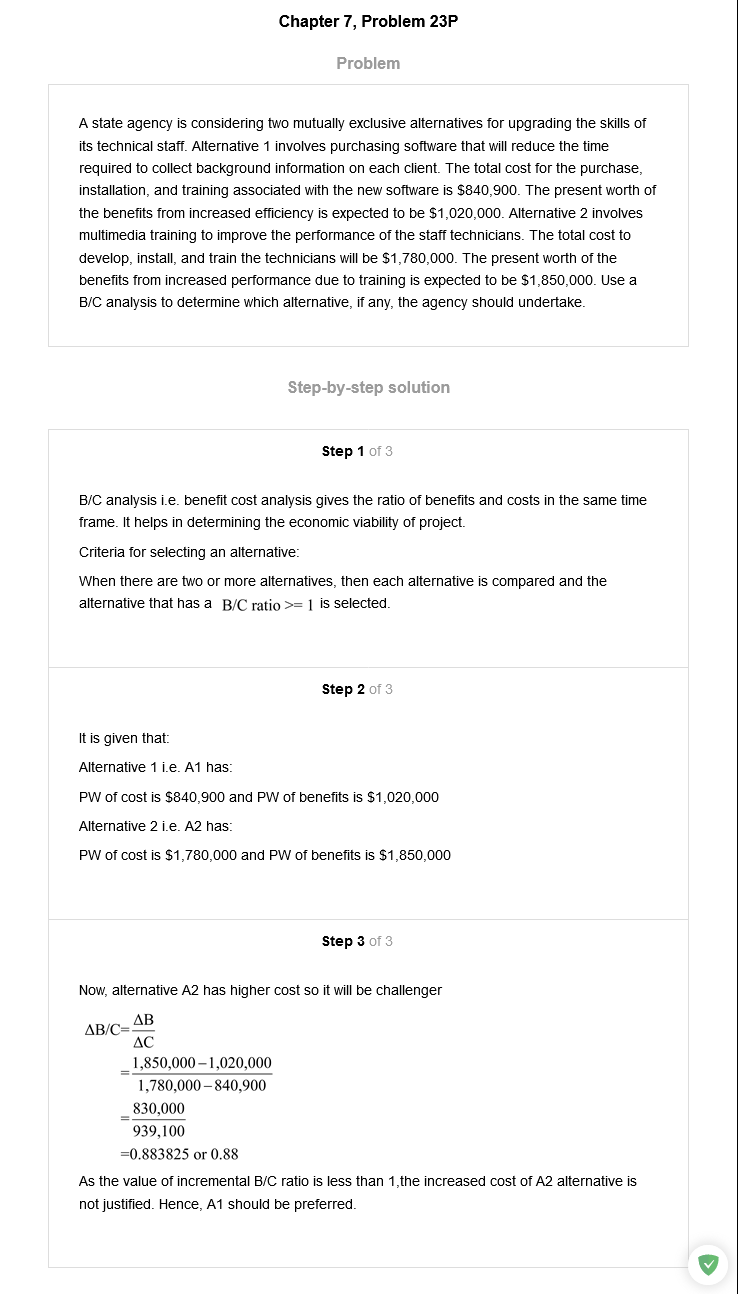 Chapter 7, Problem 23P
Problem
A state agency is considering two mutually exclusive alternatives for upgrading the skills of
its technical staff. Alternative 1 involves purchasing software that will reduce the time
required to collect background information on each client. The total cost for the purchase,
installation, and training associated with the new software is $840,900. The present worth of
the benefits from increased efficiency is expected to be $1,020,000. Alternative 2 involves
multimedia training to improve the performance of the staff technicians. The total cost to
develop, install, and train the technicians will be $1,780,000. The present worth of the
benefits from increased performance due to training is expected to be $1,850,000. Use a
B/C analysis to determine which alternative, if any, the agency should undertake.
Step-by-step solution
Step 1 of 3
B/C analysis i.e. benefit cost analysis gives the ratio of benefits and costs in the same time
frame. It helps in determining the economic viability of project.
Criteria for selecting an alternative:
When there are two or more alternatives, then each alternative is compared and the
alternative that has a B/C ratio >= 1 is selected.
Step 2 of 3
It is given that:
Alternative 1 i.e. A1 has:
PW of cost is $840,900 and PW of benefits is $1,020,000
Alternative 2 i.e. A2 has:
PW of cost is $1,780,000 and PW of benefits is $1,850,000
Step 3 of 3
Now, alternative A2 has higher cost so it will be challenger
ΔB/C=
ΔB
ΔC
=
1,850,000−1,020,000
1,780,000−840,900
=
830,000
939,100
=0.883825 or 0.88
As the value of incremental B/C ratio is less than 1,the increased cost of A2 alternative is
not justified. Hence, A1 should be preferred.